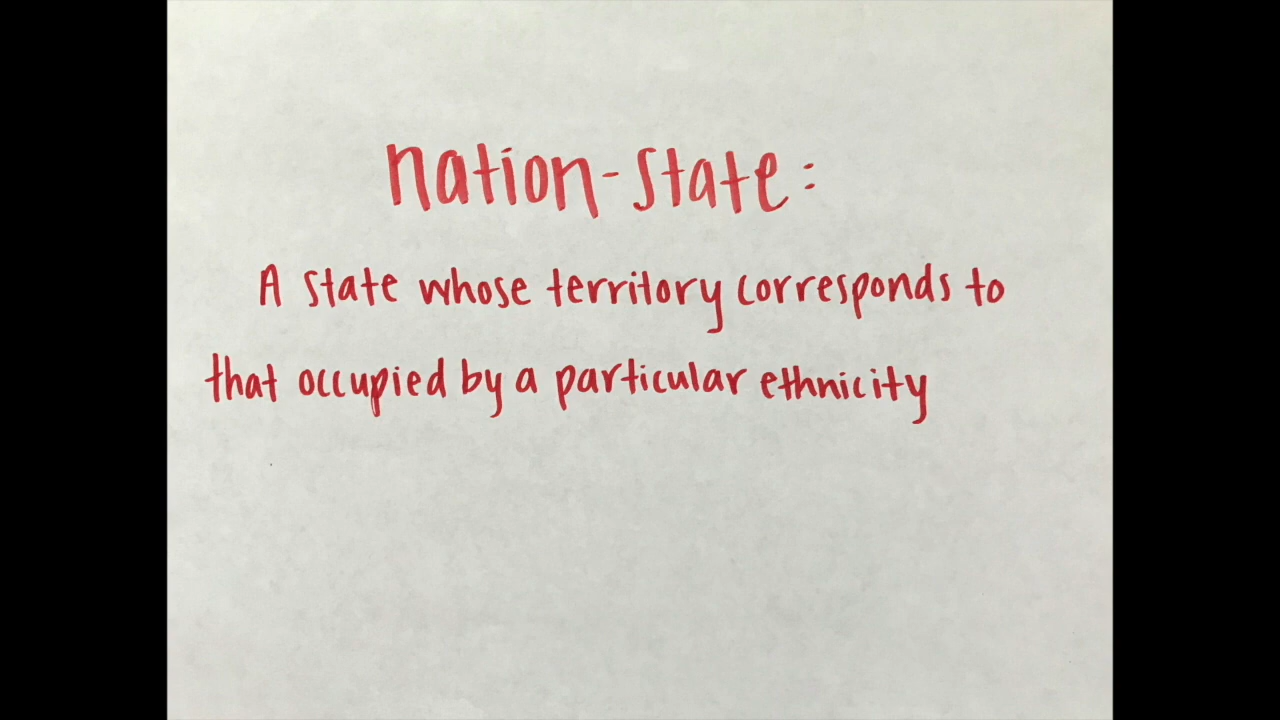 nation-state:
A state whose territory corresponds to
that occupied by a particular ethnicity